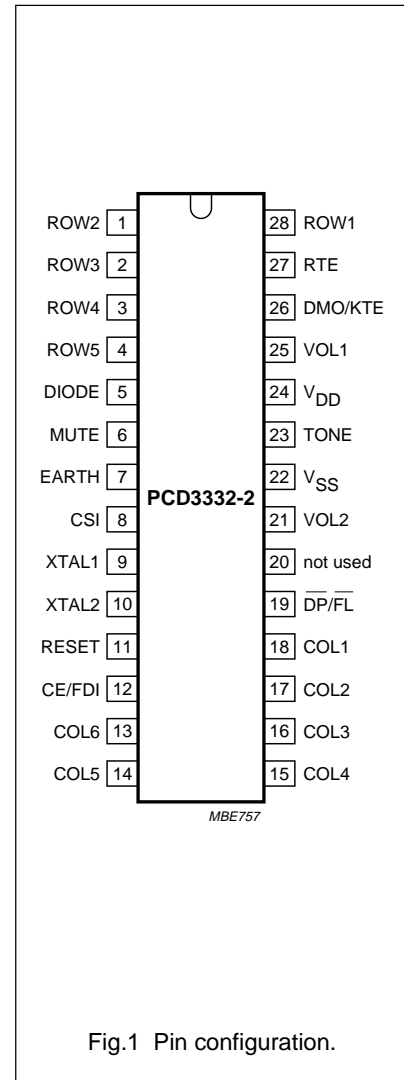 ROW2 1 28 ROW1
ROW3 2 27 RTE
ROW4 3 26 DMO/KTE
ROW5 4 25 VOL1
DIODE 5 24 VDD
MUTE 6 23 TONE
EARTH 7 22 VSS
PCD3332-2
CSI 8 21 VOL2
XTAL1 9 20 not used
XTAL2 10 19 D̅P̅/F̅L̅
RESET 11 18 COL1
CE/FDI 12 17 COL2
COL6 13 16 COL3
COL5 14 15 COL4
MBE757
Fig.1 Pin configuration.